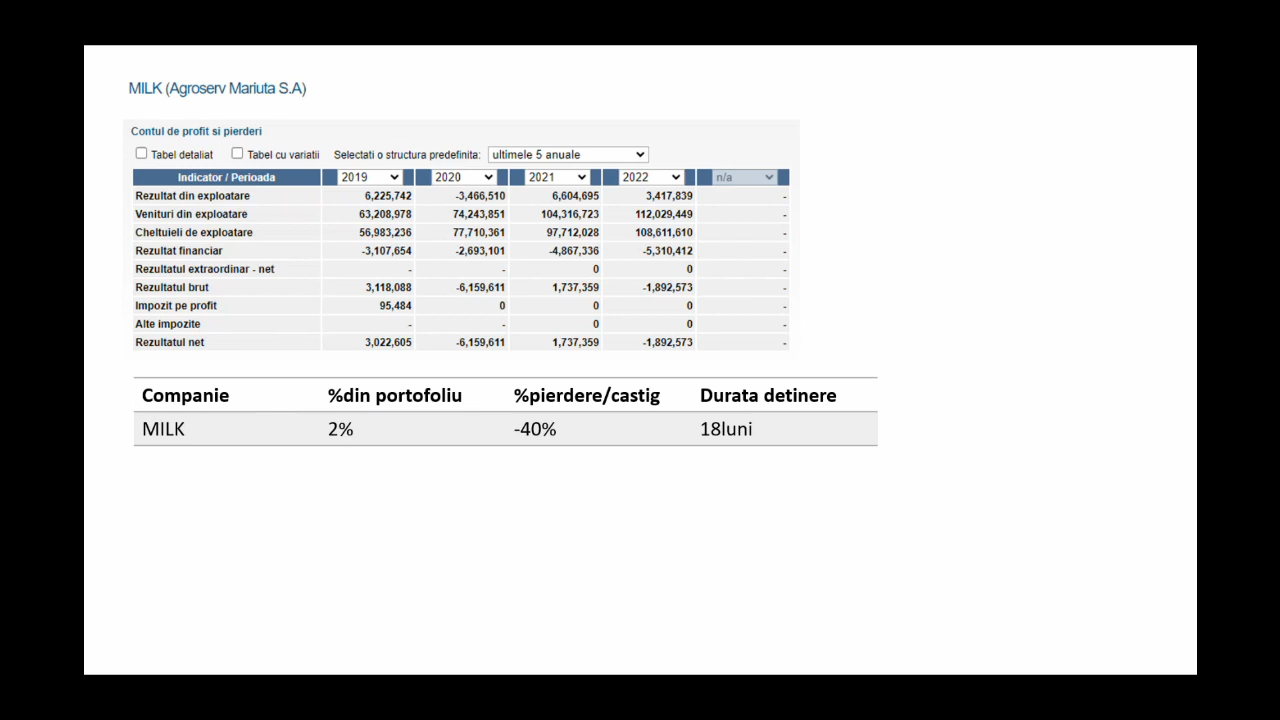 MILK (Agroserv Mariuta S.A)
Contul de profit si pierderi
Tabel detaliat Tabel cu variatii Selectati o structura predefinita: ultimele 5 anuale
Indicator / Perioada 2019 2020 2021 2022 n/a
Rezultat din exploatare 6,225,742 -3,466,510 6,604,695 3,417,839 -
Venituri din exploatare 63,208,978 74,243,851 104,316,723 112,029,449 -
Cheltuieli de exploatare 56,983,236 77,710,361 97,712,028 108,611,610 -
Rezultat financiar -3,107,654 -2,693,101 -4,867,336 -5,310,412 -
Rezultatul extraordinar - net - - 0 0 -
Rezultatul brut 3,118,088 -6,159,611 1,737,359 -1,892,573 -
Impozit pe profit 95,484 0 0 0 -
Alte impozite - - 0 0 -
Rezultatul net 3,022,605 -6,159,611 1,737,359 -1,892,573 -
Companie %din portofoliu %pierdere/castig Durata detinere
MILK 2% -40% 18luni